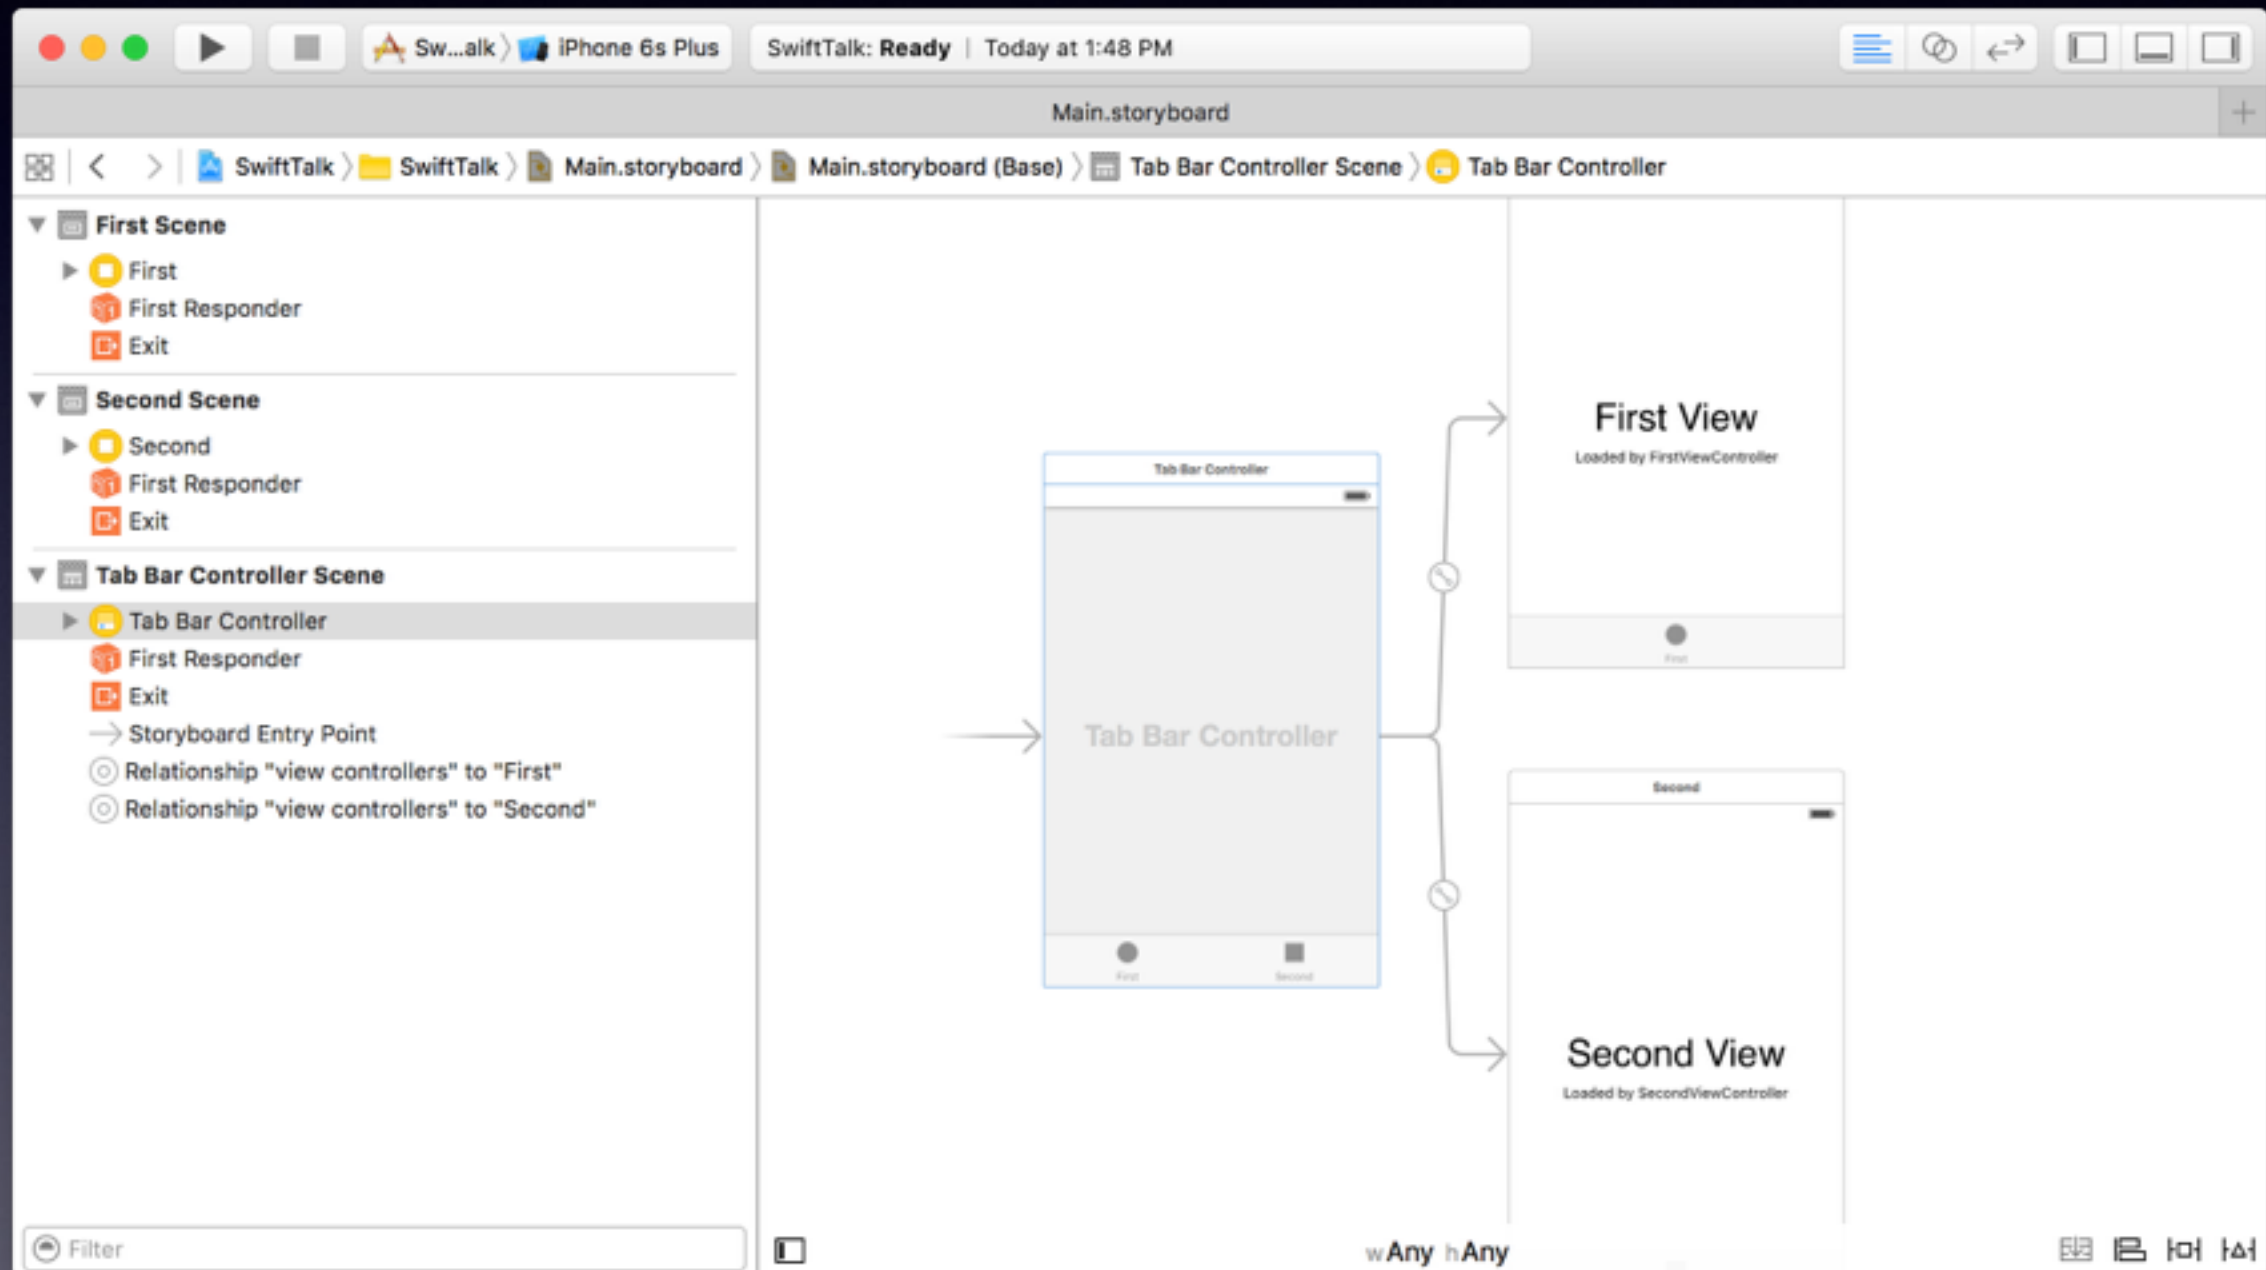 Sw...alk iPhone 6s Plus
SwiftTalk: Ready | Today at 1:48 PM
Main.storyboard
SwiftTalk SwiftTalk Main.storyboard Main.storyboard (Base) Tab Bar Controller Scene Tab Bar Controller
First Scene
First
First Responder
Exit
Second Scene
Second
First Responder
Exit
Tab Bar Controller Scene
Tab Bar Controller
First Responder
Exit
Storyboard Entry Point
Relationship "view controllers" to "First"
Relationship "view controllers" to "Second"
Filter
Tab Bar Controller
Tab Bar Controller
First Second
First View
Loaded by FirstViewController
First
Second
Second View
Loaded by SecondViewController
wAny hAny